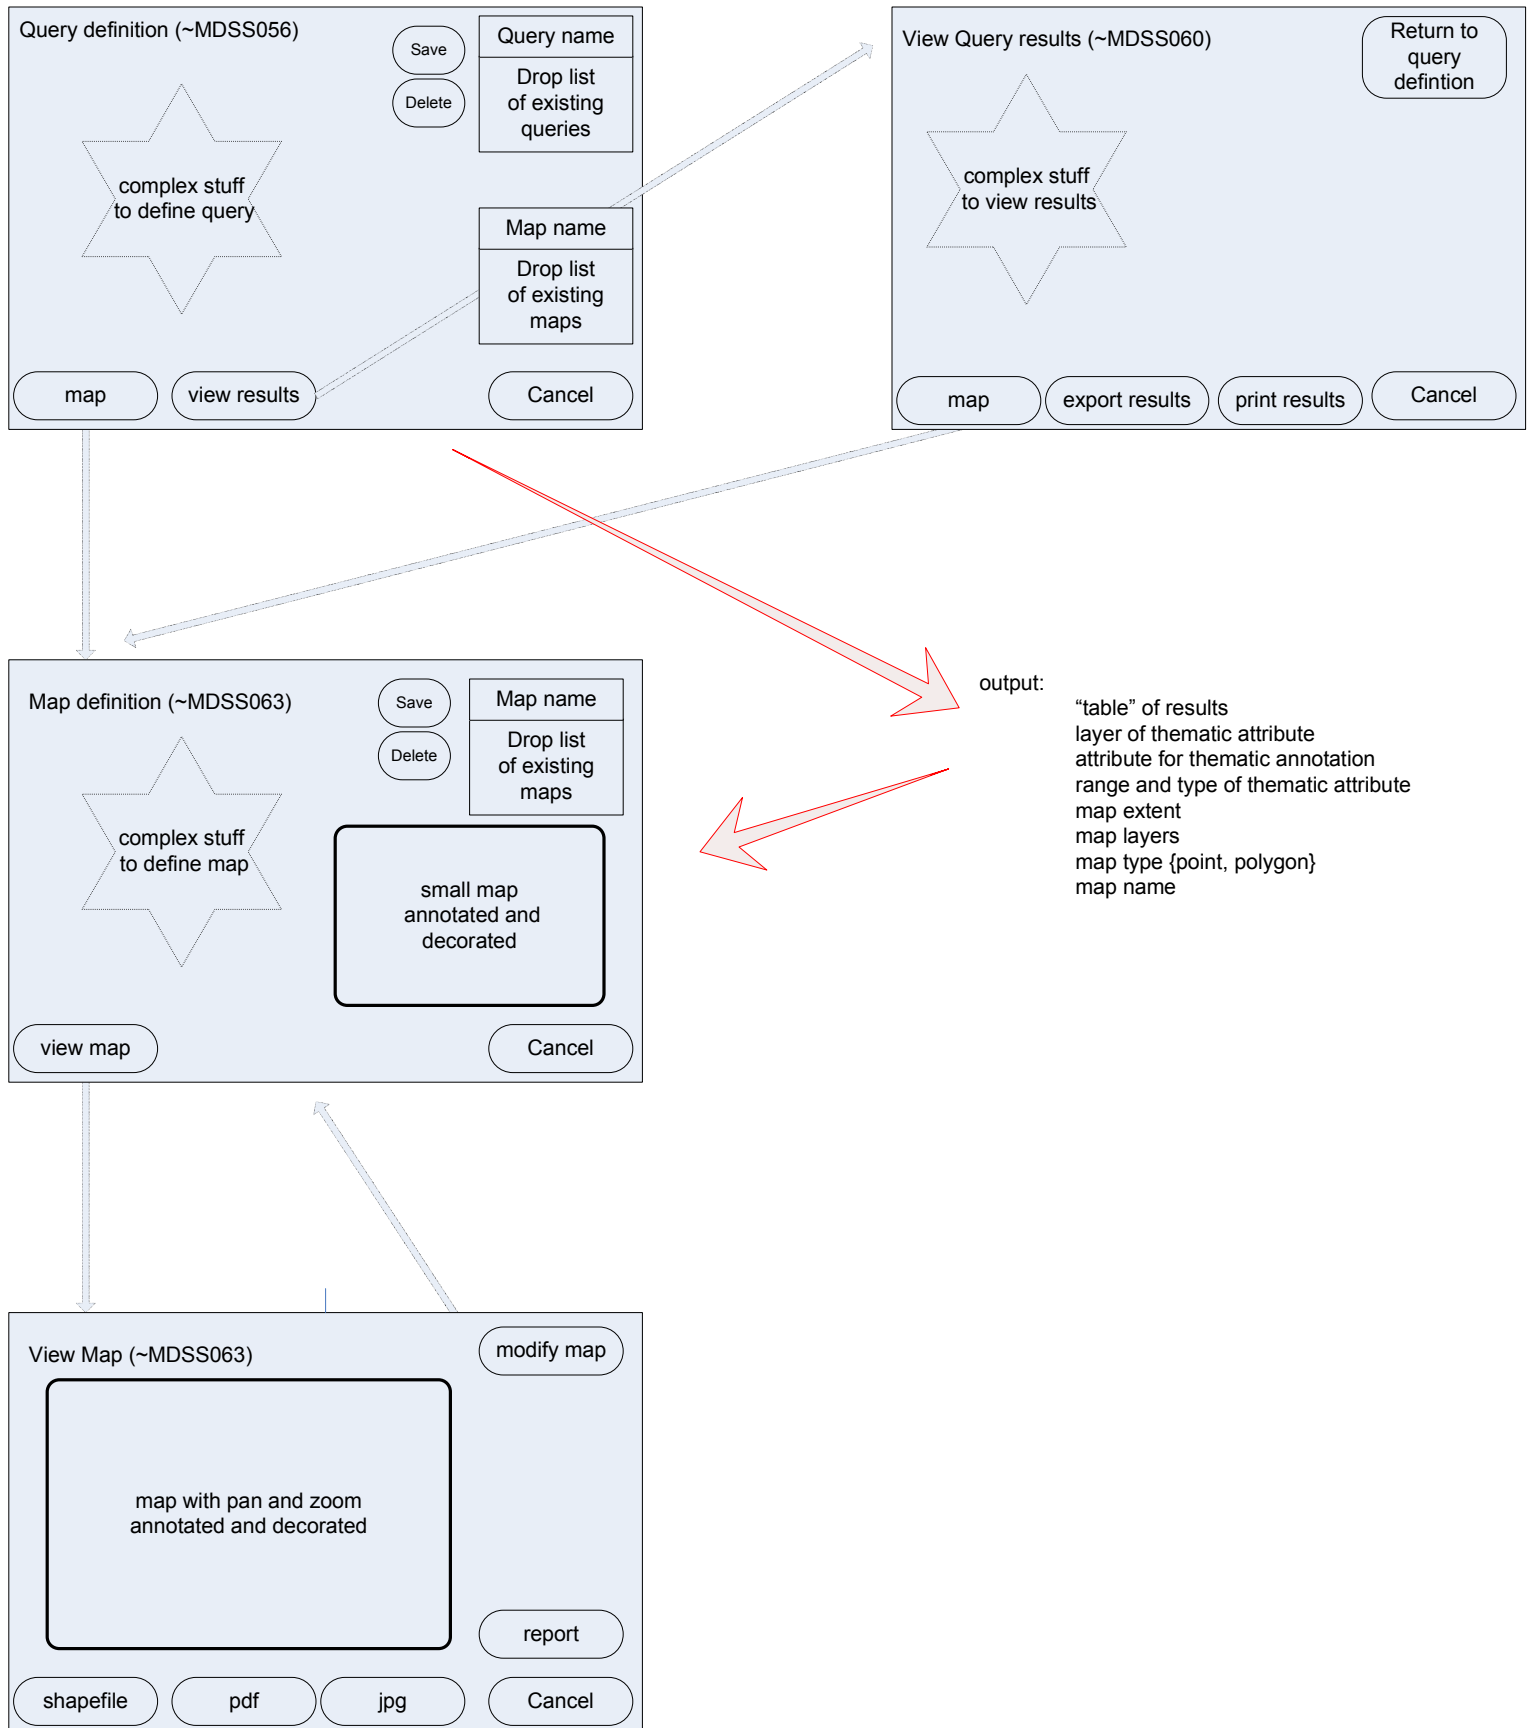 Query definition (~MDSS056)
Save
Delete
Query name
Drop list
of existing
queries
complex stuff
to define query
Map name
Drop list
of existing
maps
map
view results
Cancel
View Query results (~MDSS060)
Return to
query
defintion
complex stuff
to view results
map
export results
print results
Cancel
output:
“table” of results
layer of thematic attribute
attribute for thematic annotation
range and type of thematic attribute
map extent
map layers
map type {point, polygon}
map name
Map definition (~MDSS063)
Save
Delete
Map name
Drop list
of existing
maps
complex stuff
to define map
small map
annotated and
decorated
view map
Cancel
View Map (~MDSS063)
modify map
map with pan and zoom
annotated and decorated
report
shapefile
pdf
jpg
Cancel